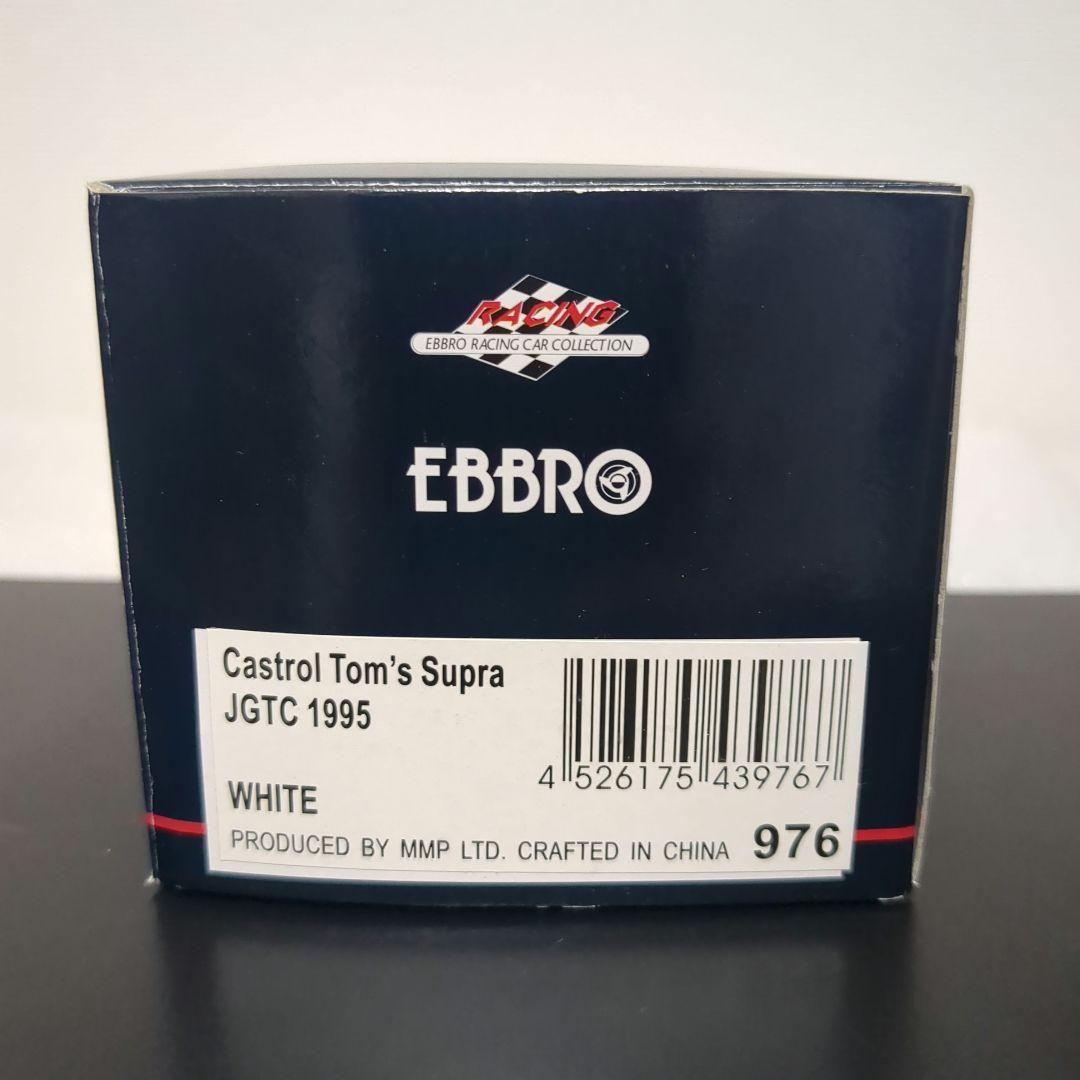 RACING
EBBRO RACING CAR COLLECTION
EBBRO
Castrol Tom's Supra
JGTC 1995
4 526175 439767
WHITE
PRODUCED BY MMP LTD. CRAFTED IN CHINA 976